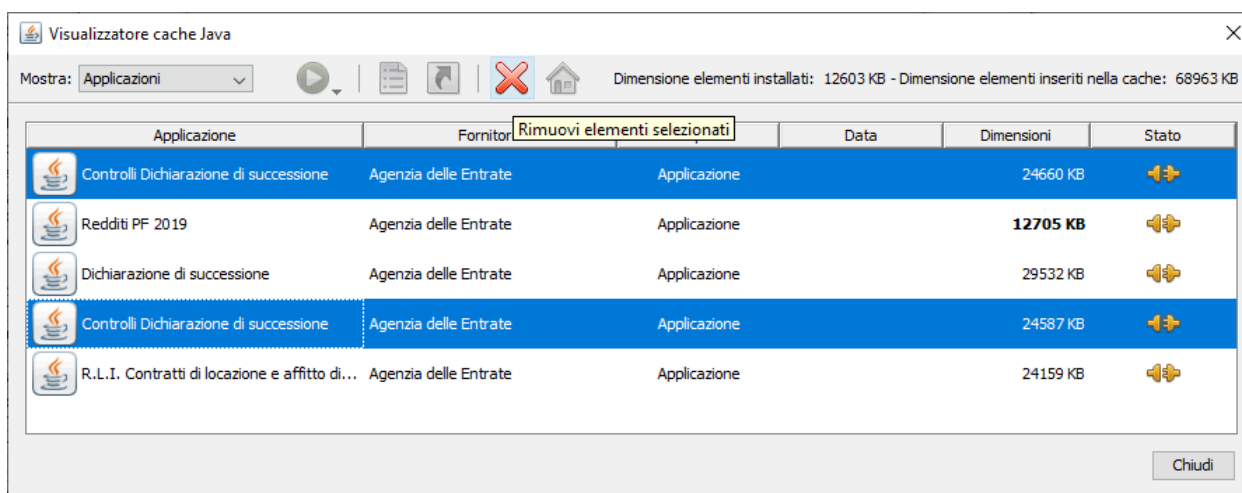 Visualizzatore cache Java
Mostra: Applicazioni Dimensione elementi installati: 12603 KB - Dimensione elementi inseriti nella cache: 68963 KB
Rimuovi elementi selezionati
Applicazione Fornitor Data Dimensioni Stato
Controlli Dichiarazione di successione Agenzia delle Entrate Applicazione 24660 KB
Redditi PF 2019 Agenzia delle Entrate Applicazione 12705 KB
Dichiarazione di successione Agenzia delle Entrate Applicazione 29532 KB
Controlli Dichiarazione di successione Agenzia delle Entrate Applicazione 24587 KB
R.L.I. Contratti di locazione e affitto di... Agenzia delle Entrate Applicazione 24159 KB
Chiudi